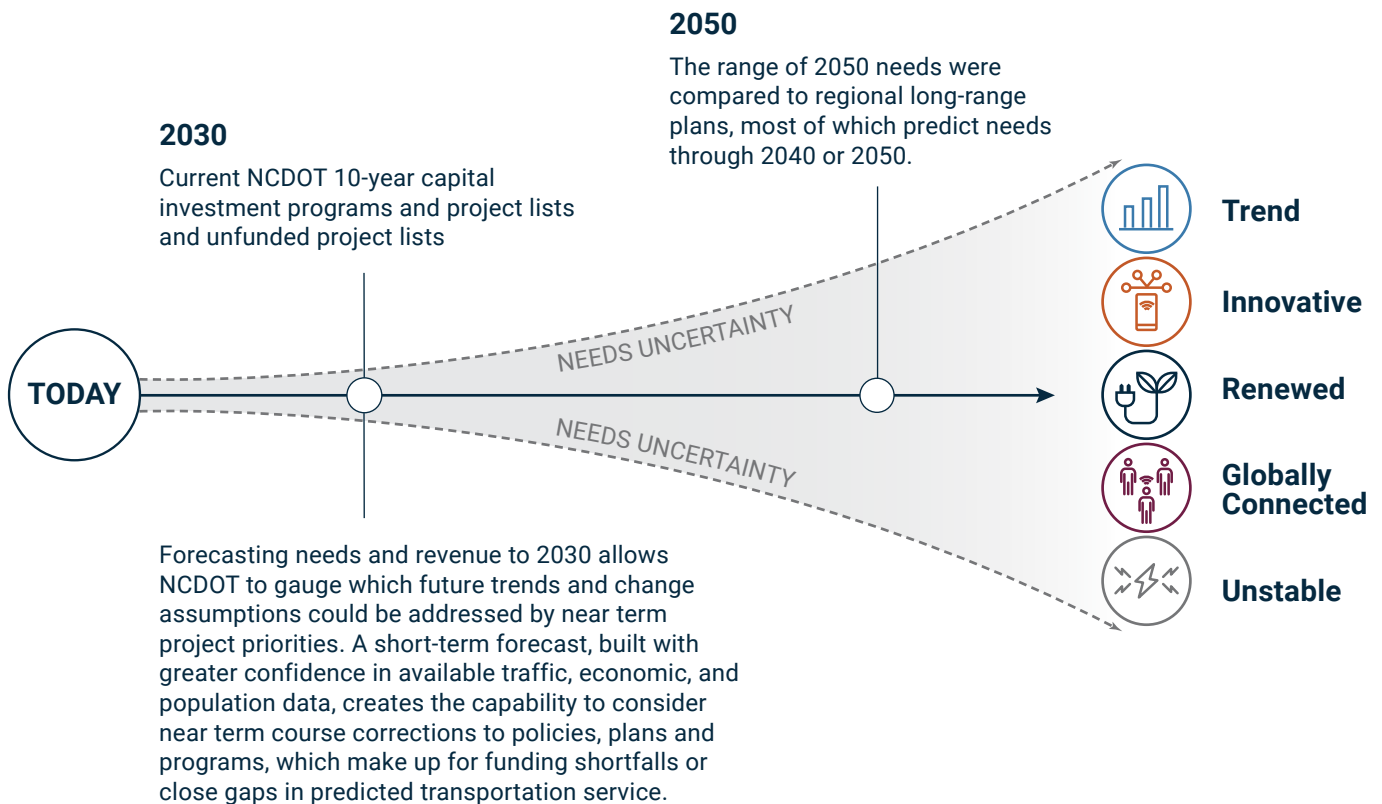 2050
The range of 2050 needs were
compared to regional long-range
plans, most of which predict needs
through 2040 or 2050.
2030
Current NCDOT 10-year capital
investment programs and project lists
and unfunded project lists
TODAY
NEEDS UNCERTAINTY
NEEDS UNCERTAINTY
Trend
Innovative
Renewed
Globally
Connected
Unstable
Forecasting needs and revenue to 2030 allows
NCDOT to gauge which future trends and change
assumptions could be addressed by near term
project priorities. A short-term forecast, built with
greater confidence in available traffic, economic, and
population data, creates the capability to consider
near term course corrections to policies, plans and
programs, which make up for funding shortfalls or
close gaps in predicted transportation service.